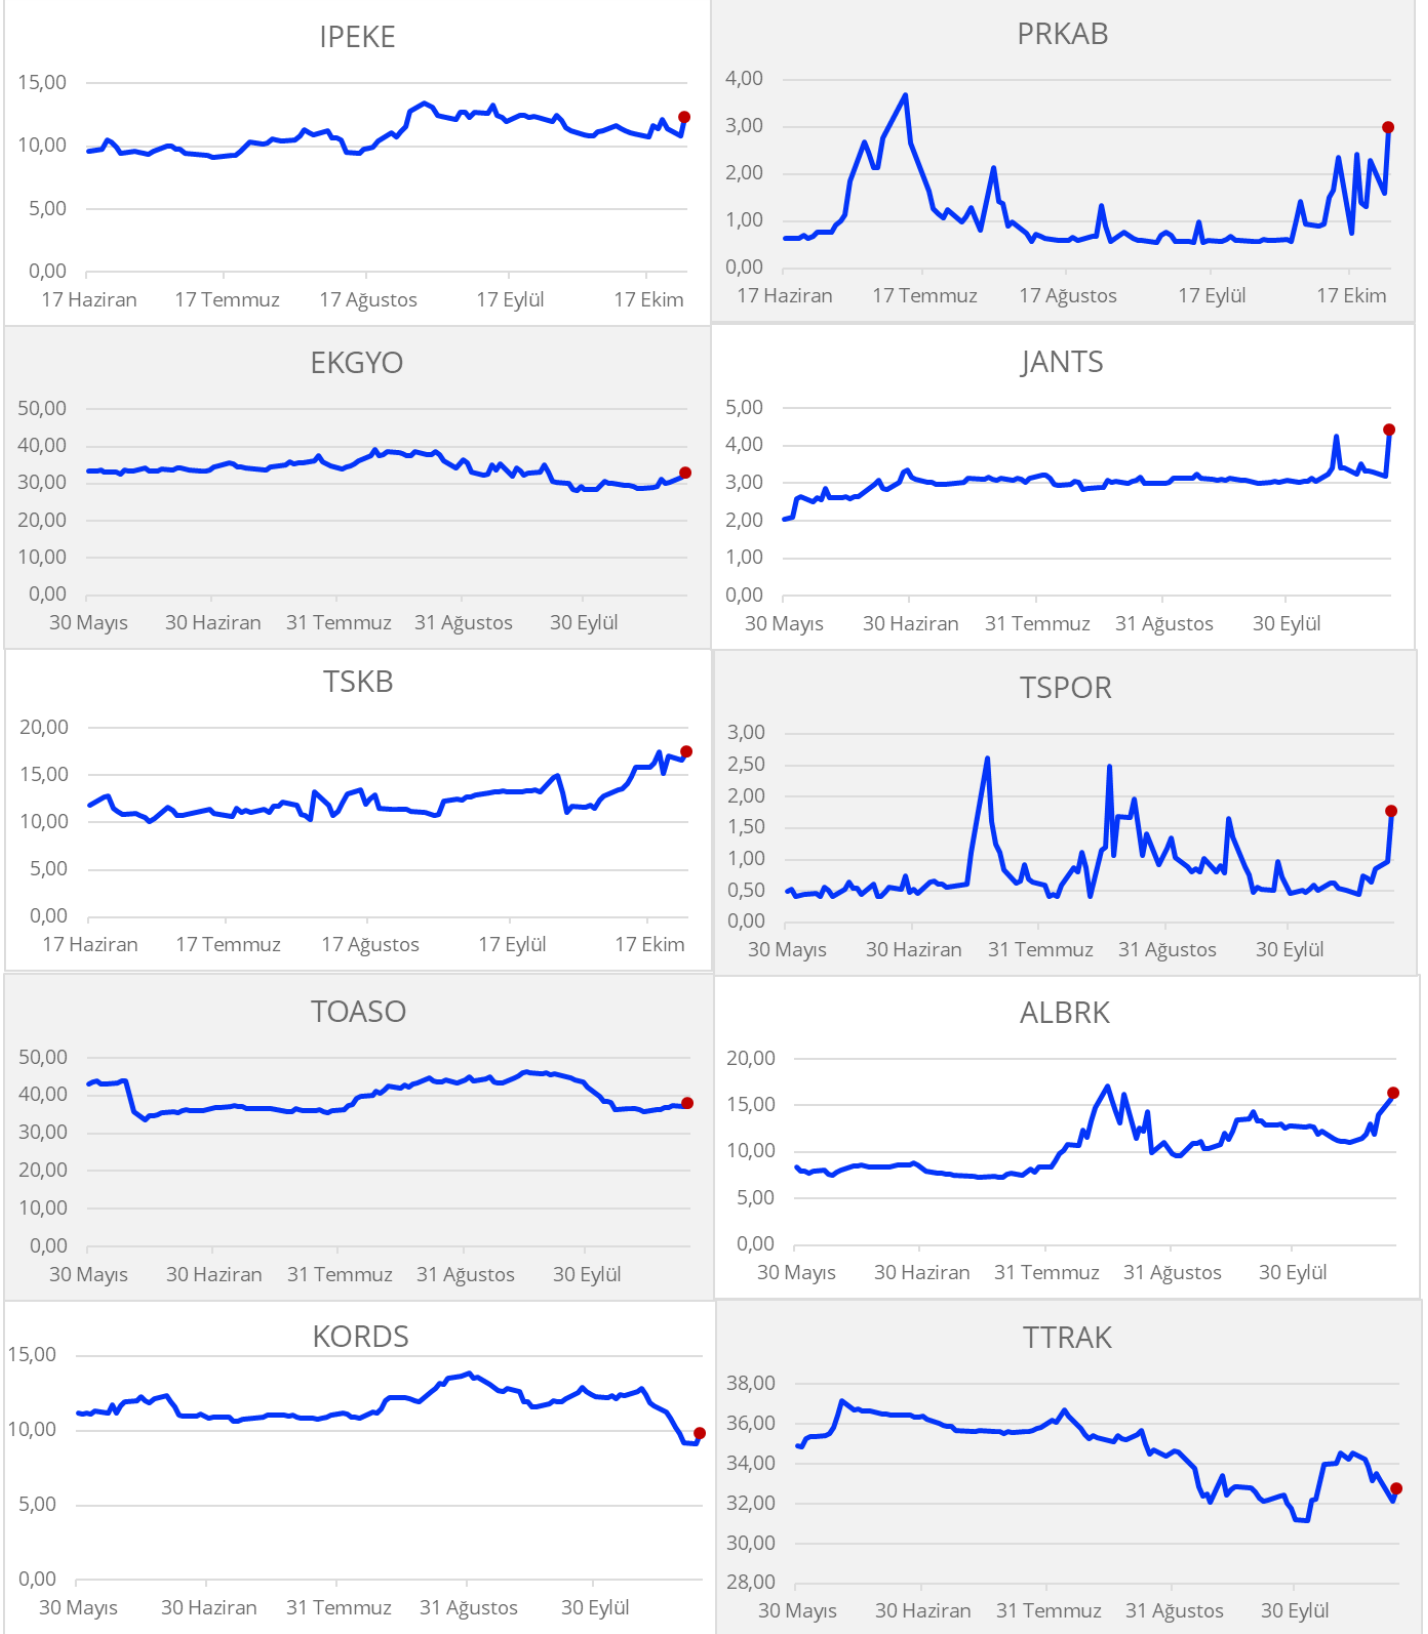 IPEKE
15,00
10,00
5,00
0,00
17 Haziran 17 Temmuz 17 Ağustos 17 Eylül 17 Ekim
PRKAB
4,00
3,00
2,00
1,00
0,00
17 Haziran 17 Temmuz 17 Ağustos 17 Eylül 17 Ekim
EKGYO
50,00
40,00
30,00
20,00
10,00
0,00
30 Mayıs 30 Haziran 31 Temmuz 31 Ağustos 30 Eylül
JANTS
5,00
4,00
3,00
2,00
1,00
0,00
30 Mayıs 30 Haziran 31 Temmuz 31 Ağustos 30 Eylül
TSKB
20,00
15,00
10,00
5,00
0,00
17 Haziran 17 Temmuz 17 Ağustos 17 Eylül 17 Ekim
TSPOR
3,00
2,50
2,00
1,50
1,00
0,50
0,00
30 Mayıs 30 Haziran 31 Temmuz 31 Ağustos 30 Eylül
TOASO
50,00
40,00
30,00
20,00
10,00
0,00
30 Mayıs 30 Haziran 31 Temmuz 31 Ağustos 30 Eylül
ALBRK
20,00
15,00
10,00
5,00
0,00
30 Mayıs 30 Haziran 31 Temmuz 31 Ağustos 30 Eylül
KORDS
15,00
10,00
5,00
0,00
30 Mayıs 30 Haziran 31 Temmuz 31 Ağustos 30 Eylül
TTRAK
38,00
36,00
34,00
32,00
30,00
28,00
30 Mayıs 30 Haziran 31 Temmuz 31 Ağustos 30 Eylül